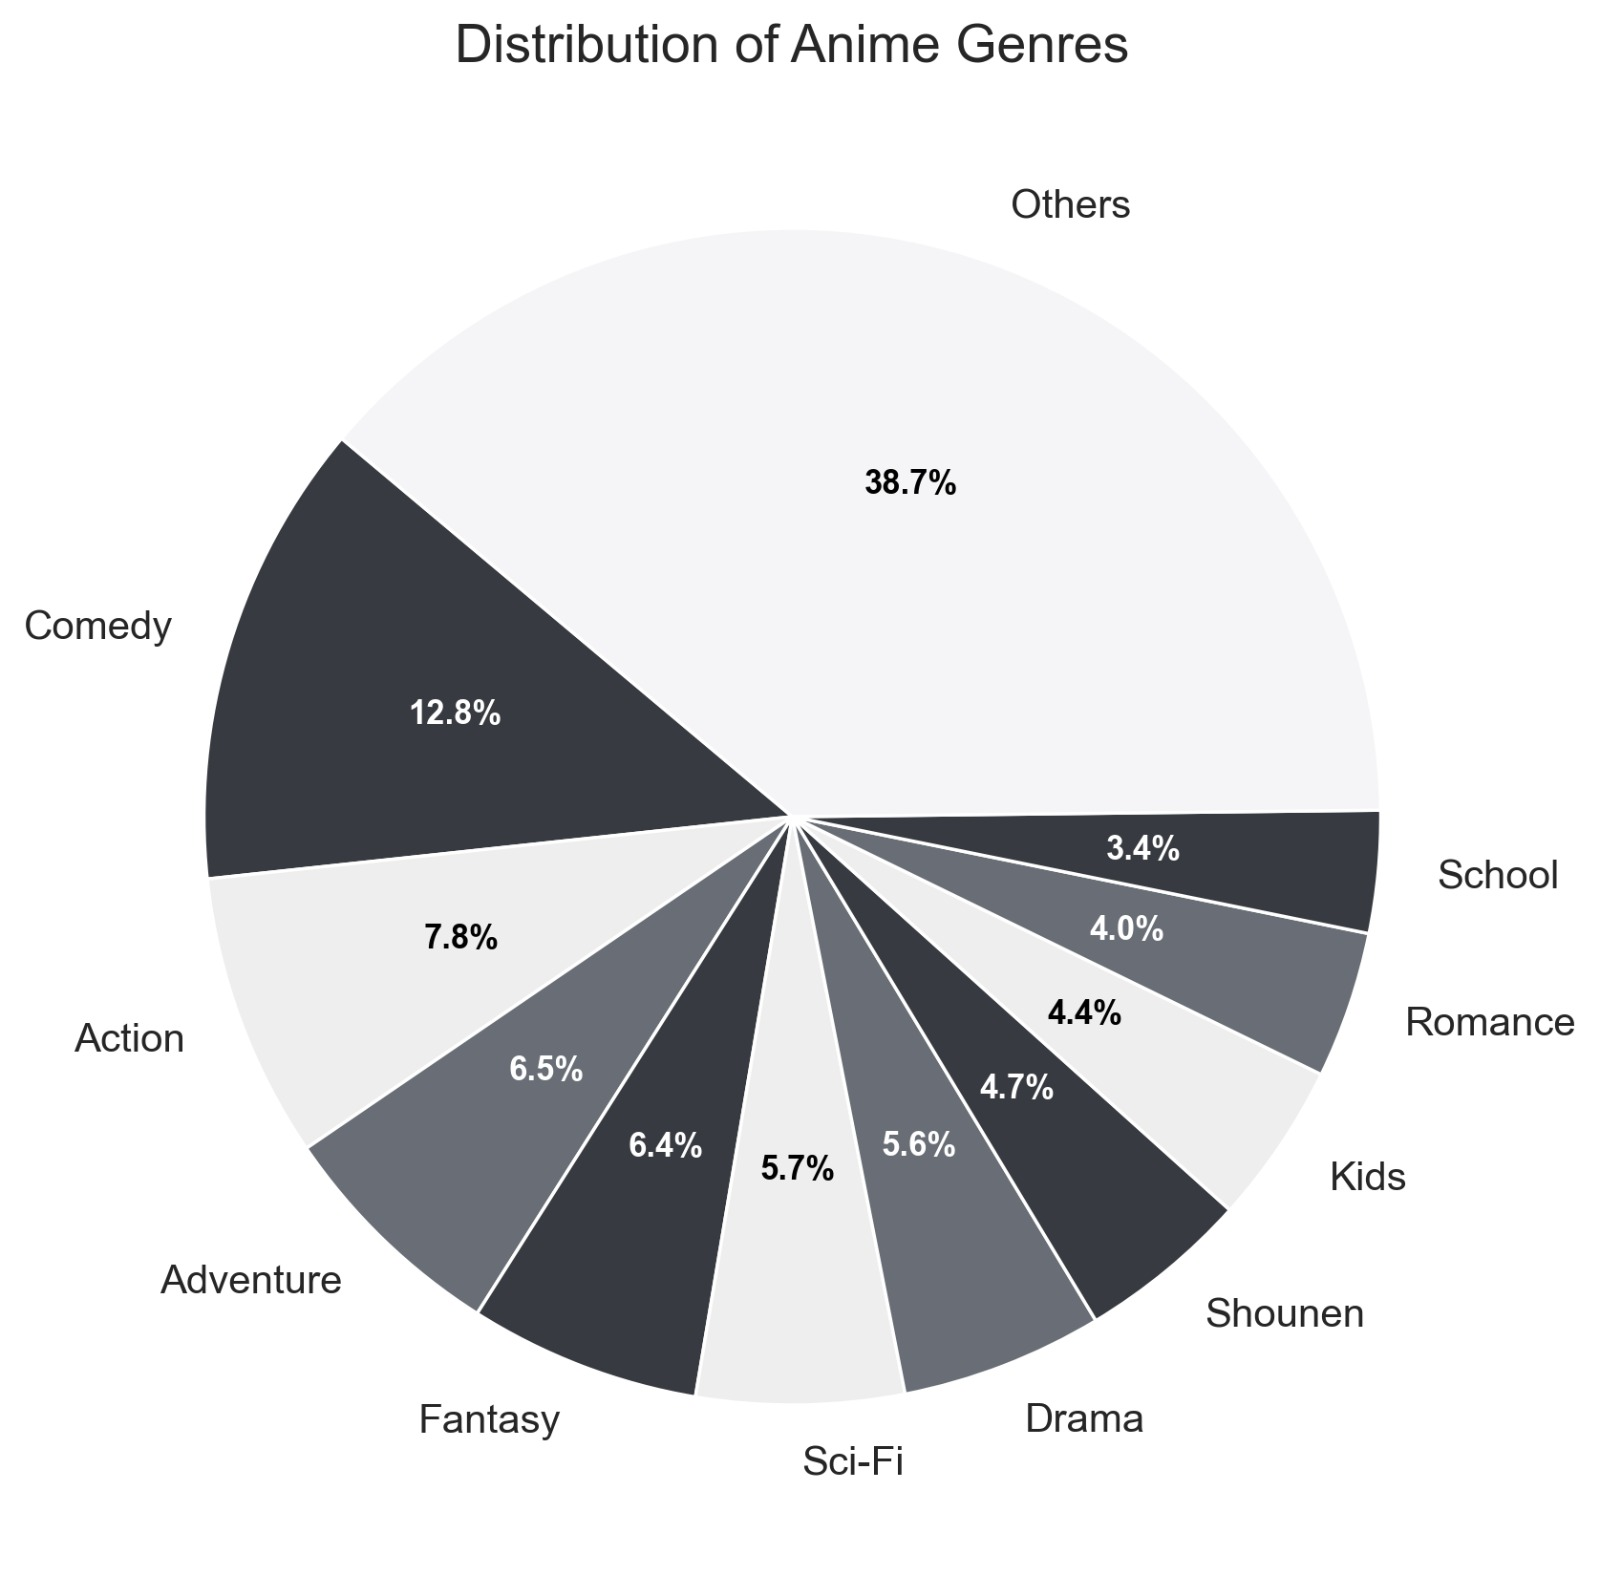 Distribution of Anime Genres
Others
38.7%
Comedy
12.8%
Action
7.8%
Adventure
6.5%
Fantasy
6.4%
Sci-Fi
5.7%
Drama
5.6%
Shounen
4.7%
Kids
4.4%
Romance
4.0%
School
3.4%